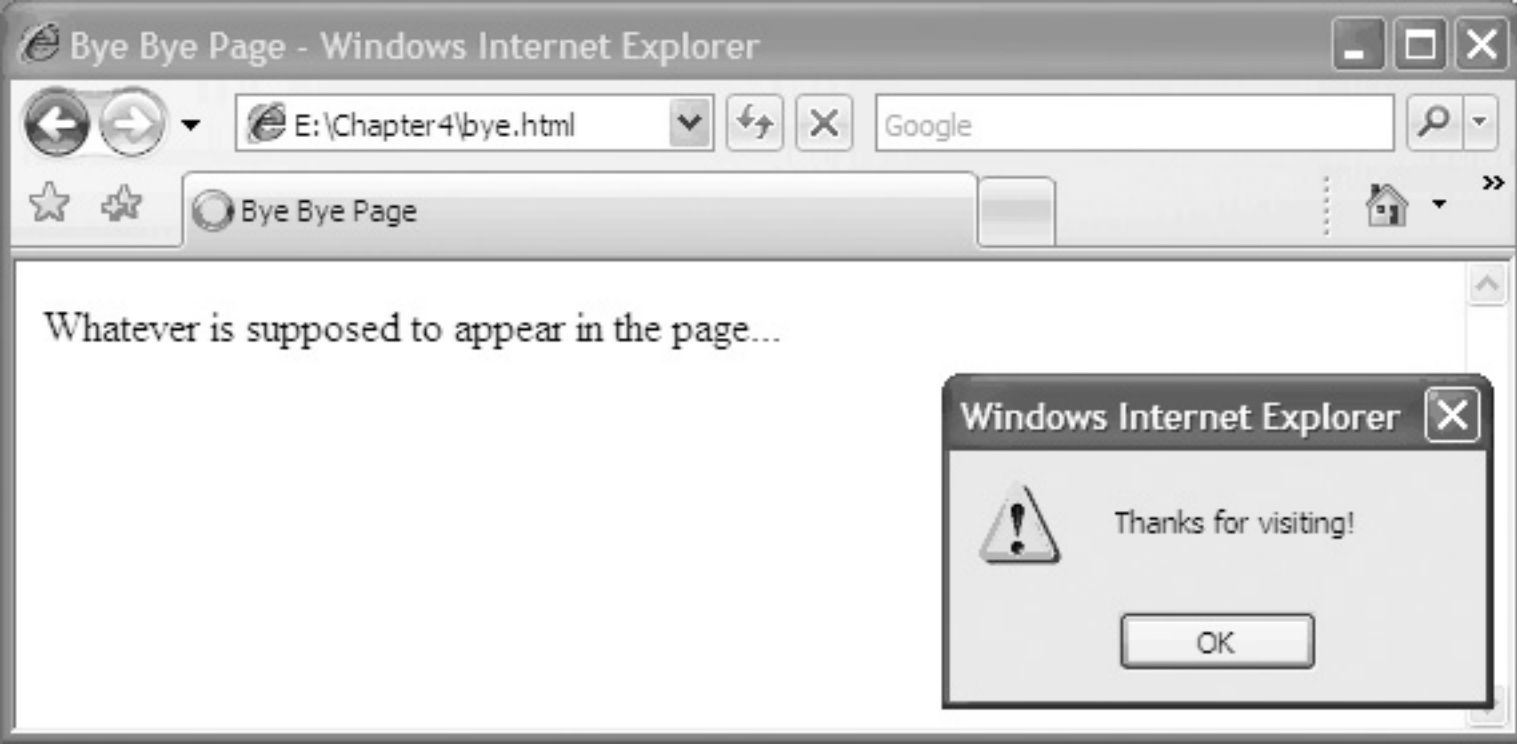 Bye Bye Page - Windows Internet Explorer
E:\Chapter4\bye.html
Google
Bye Bye Page
Whatever is supposed to appear in the page...
Windows Internet Explorer
Thanks for visiting!
OK